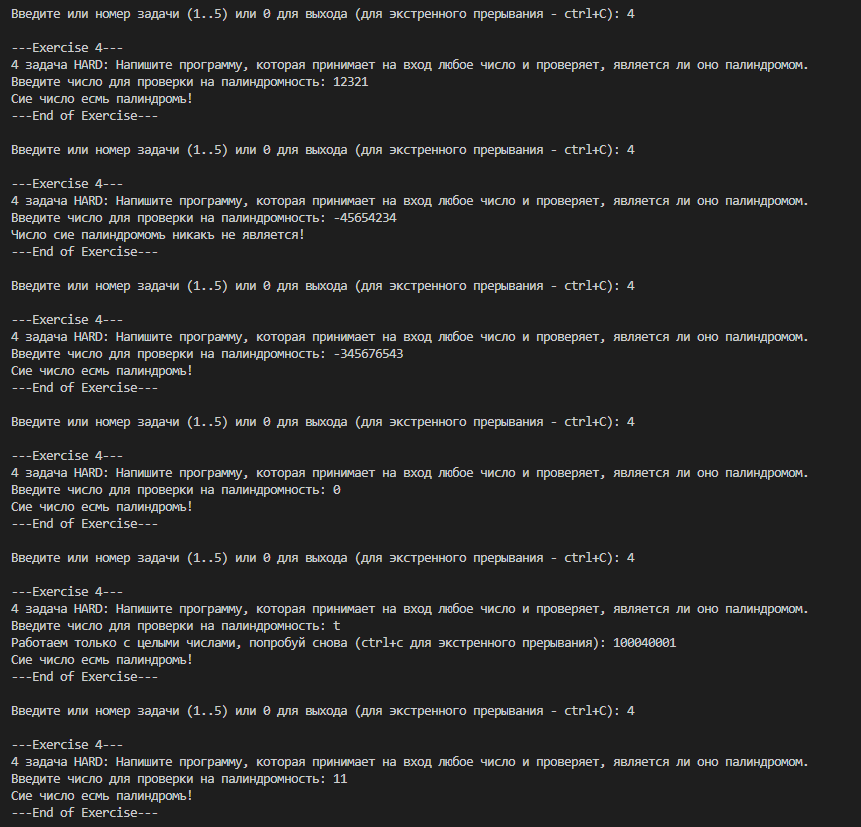 Введите или номер задачи (1..5) или 0 для выхода (для экстренного прерывания - ctrl+C): 4
---Exercise 4---
4 задача HARD: Напишите программу, которая принимает на вход любое число и проверяет, является ли оно палиндромом.
Введите число для проверки на палиндромность: 12321
Сие число есмь палиндромъ!
---End of Exercise---
Введите или номер задачи (1..5) или 0 для выхода (для экстренного прерывания - ctrl+C): 4
---Exercise 4---
4 задача HARD: Напишите программу, которая принимает на вход любое число и проверяет, является ли оно палиндромом.
Введите число для проверки на палиндромность: -45654234
Число сие палиндромомъ никакъ не является!
---End of Exercise---
Введите или номер задачи (1..5) или 0 для выхода (для экстренного прерывания - ctrl+C): 4
---Exercise 4---
4 задача HARD: Напишите программу, которая принимает на вход любое число и проверяет, является ли оно палиндромом.
Введите число для проверки на палиндромность: -345676543
Сие число есмь палиндромъ!
---End of Exercise---
Введите или номер задачи (1..5) или 0 для выхода (для экстренного прерывания - ctrl+C): 4
---Exercise 4---
4 задача HARD: Напишите программу, которая принимает на вход любое число и проверяет, является ли оно палиндромом.
Введите число для проверки на палиндромность: 0
Сие число есмь палиндромъ!
---End of Exercise---
Введите или номер задачи (1..5) или 0 для выхода (для экстренного прерывания - ctrl+C): 4
---Exercise 4---
4 задача HARD: Напишите программу, которая принимает на вход любое число и проверяет, является ли оно палиндромом.
Введите число для проверки на палиндромность: t
Работаем только с целыми числами, попробуй снова (ctrl+c для экстренного прерывания): 100040001
Сие число есмь палиндромъ!
---End of Exercise---
Введите или номер задачи (1..5) или 0 для выхода (для экстренного прерывания - ctrl+C): 4
---Exercise 4---
4 задача HARD: Напишите программу, которая принимает на вход любое число и проверяет, является ли оно палиндромом.
Введите число для проверки на палиндромность: 11
Сие число есмь палиндромъ!
---End of Exercise---